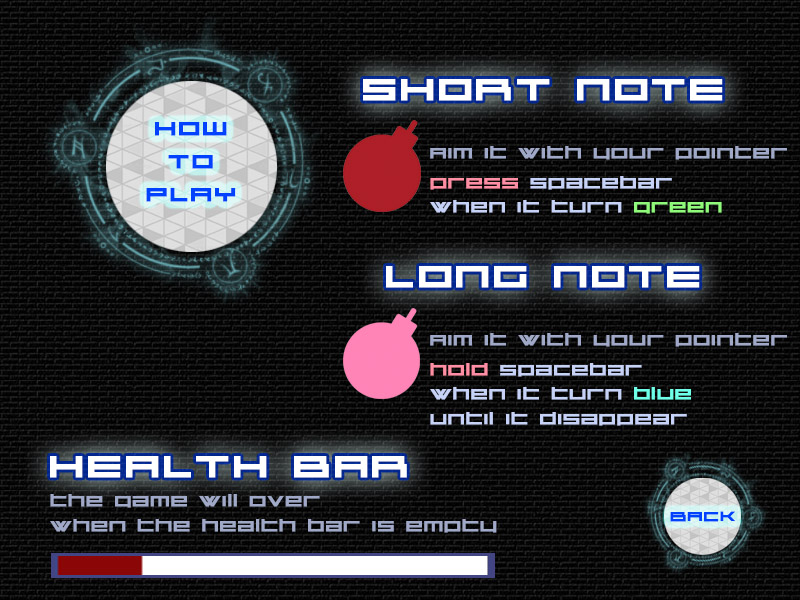 HOW
TO
PLAY
SHORT NOTE
Aim it with your pointer
press spacebar
when it turn green
LONG NOTE
Aim it with your pointer
hold spacebar
when it turn blue
until it disappear
HEALTH BAR
the game will over
when the health bar is empty
BACK